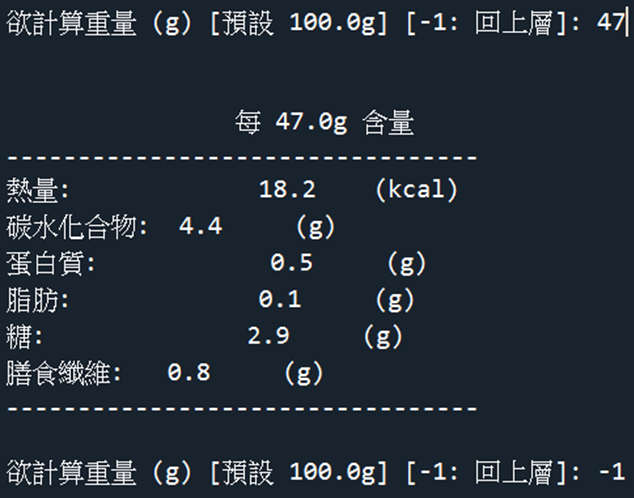 欲計算重量 (g) [預設 100.0g] [-1: 回上層]: 47
每 47.0g 含量
---------------------------------
熱量: 18.2 (kcal)
碳水化合物: 4.4 (g)
蛋白質: 0.5 (g)
脂肪: 0.1 (g)
糖: 2.9 (g)
膳食纖維: 0.8 (g)
---------------------------------
欲計算重量 (g) [預設 100.0g] [-1: 回上層]: -1